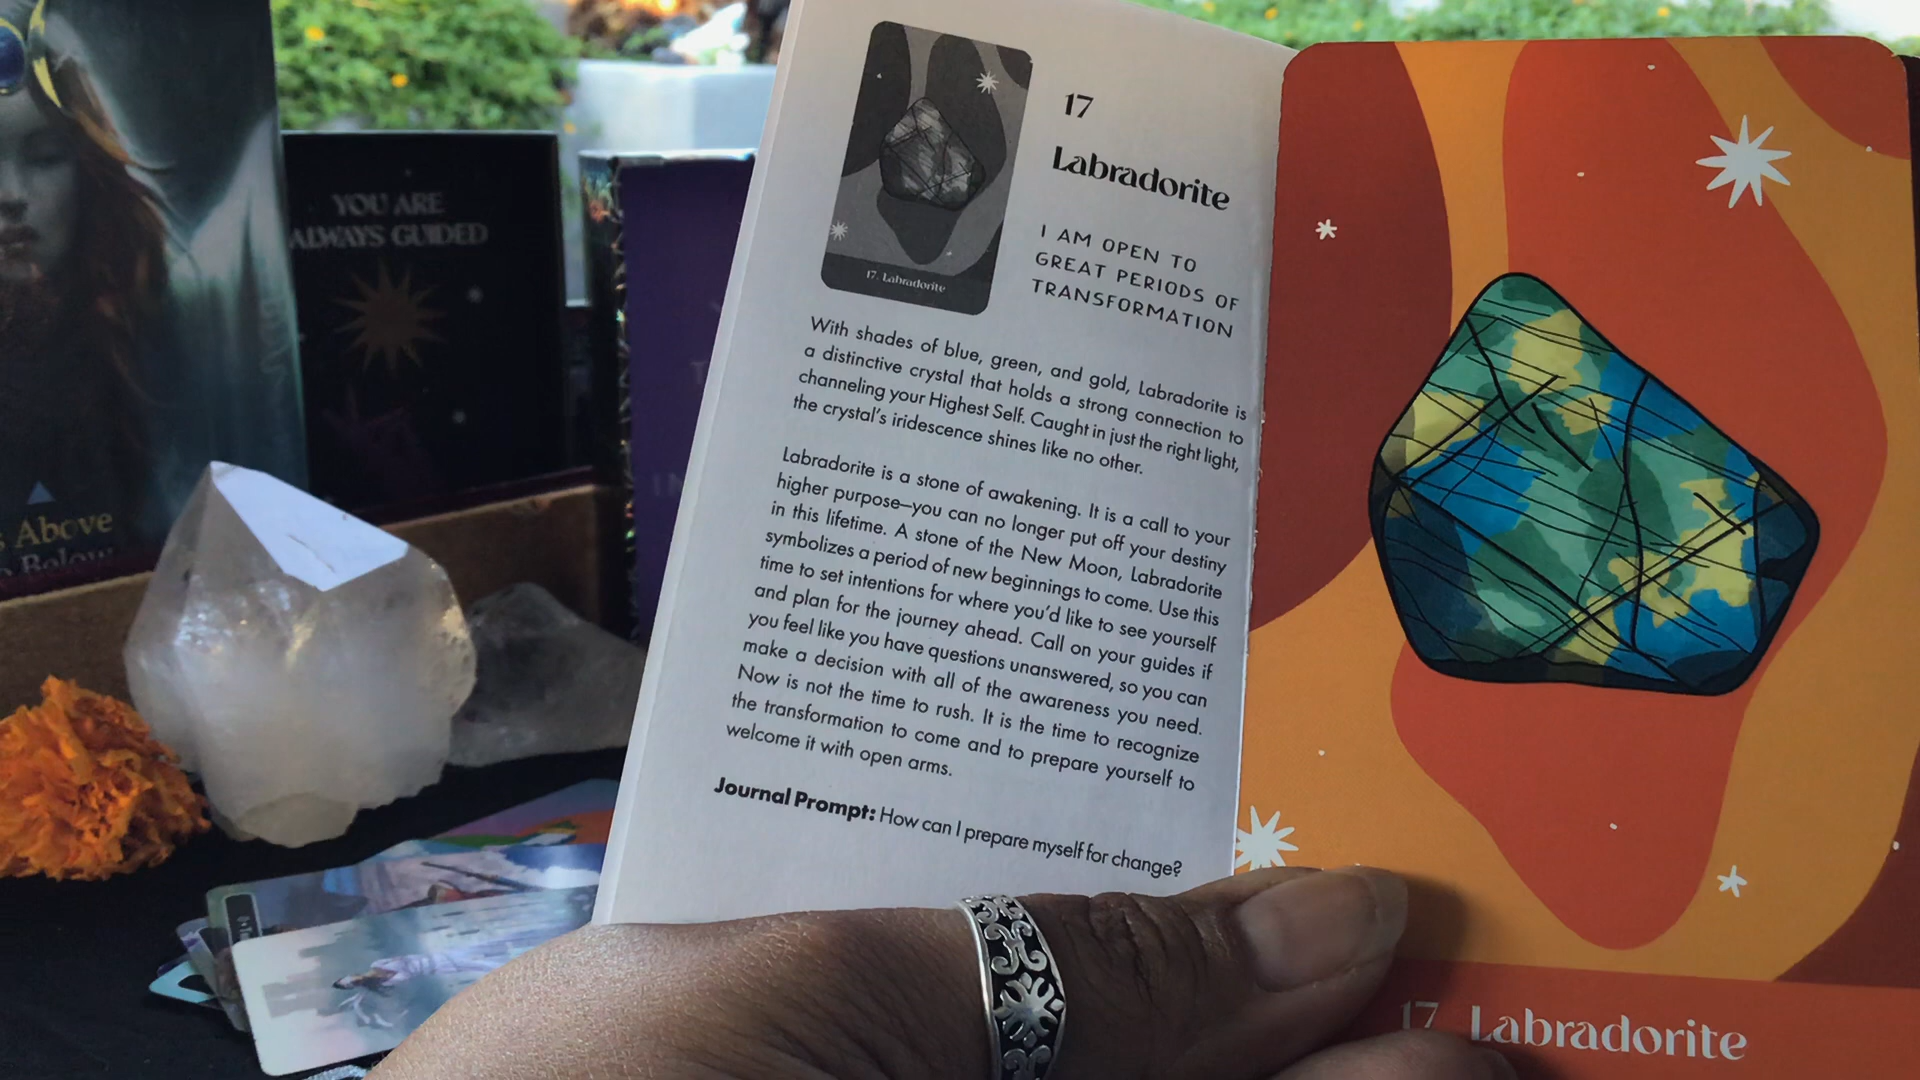 YOU ARE
ALWAYS GUIDED
Above
Below
17
Labradorite
I AM OPEN TO
GREAT PERIODS OF
TRANSFORMATION
17. Labradorite
With shades of blue, green, and gold, Labradorite is
a distinctive crystal that holds a strong connection to
channeling your Highest Self. Caught in just the right light,
the crystal's iridescence shines like no other.
Labradorite is a stone of awakening. It is a call to your
higher purpose—you can no longer put off your destiny
in this lifetime. A stone of the New Moon, Labradorite
symbolizes a period of new beginnings to come. Use this
time to set intentions for where you'd like to see yourself
and plan for the journey ahead. Call on your guides if
you feel like you have questions unanswered, so you can
make a decision with all of the awareness you need.
Now is not the time to rush. It is the time to recognize
the transformation to come and to prepare yourself to
welcome it with open arms.
Journal Prompt: How can I prepare myself for change?
17 Labradorite